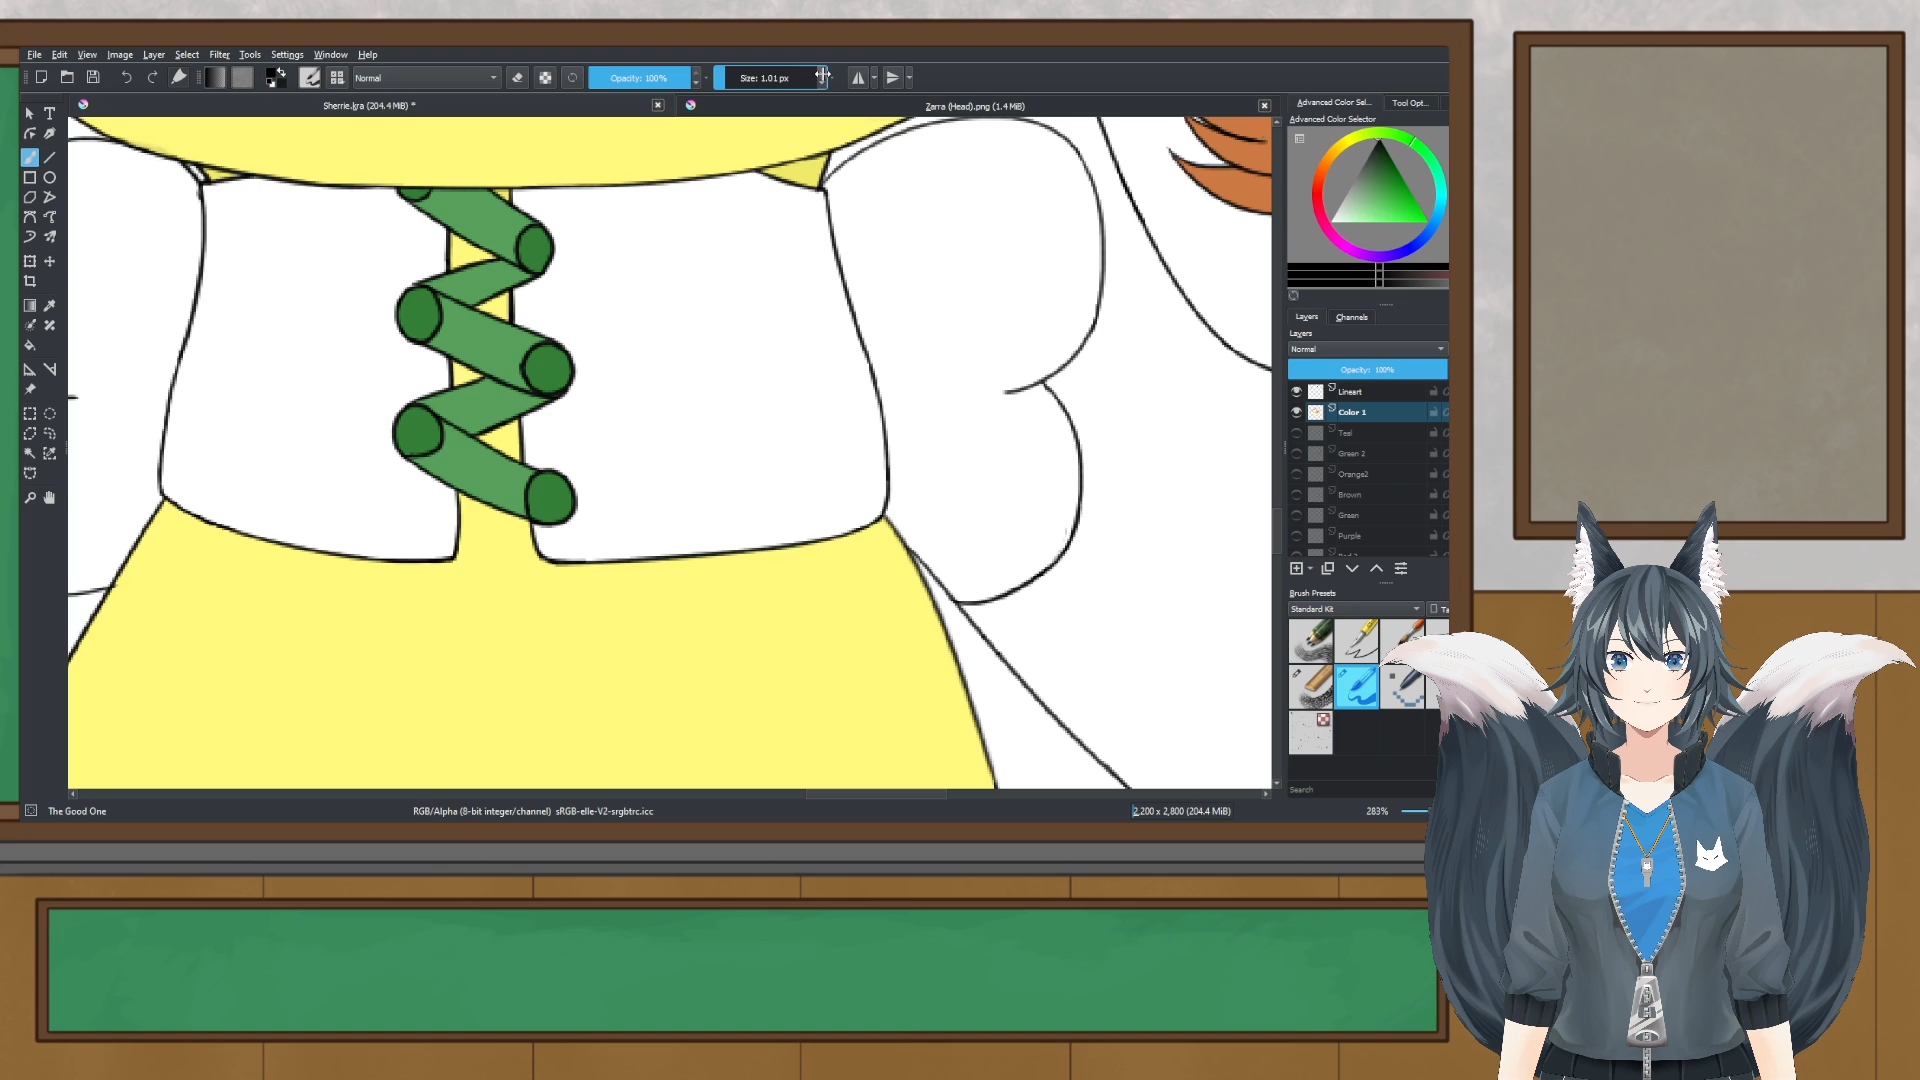 File Edit View Image Layer Select Filter Tools Settings Window Help
Normal Opacity: 100% Size: 1.01 px
Sherrie.kra (204.4 MiB) * Zarra (Head).png (1.4 MiB)
Advanced Color Sel... Tool Opt...
Advanced Color Selector
Layers Channels
Layers
Normal
Opacity: 100%
Lineart
Color 1
Teal
Green 2
Orange2
Brown
Green
Purple
Brush Presets
Standard Kit Ta
Search
The Good One RGB/Alpha (8-bit integer/channel) sRGB-elle-V2-srgbtrc.icc 2,200 x 2,800 (204.4 MiB) 283%